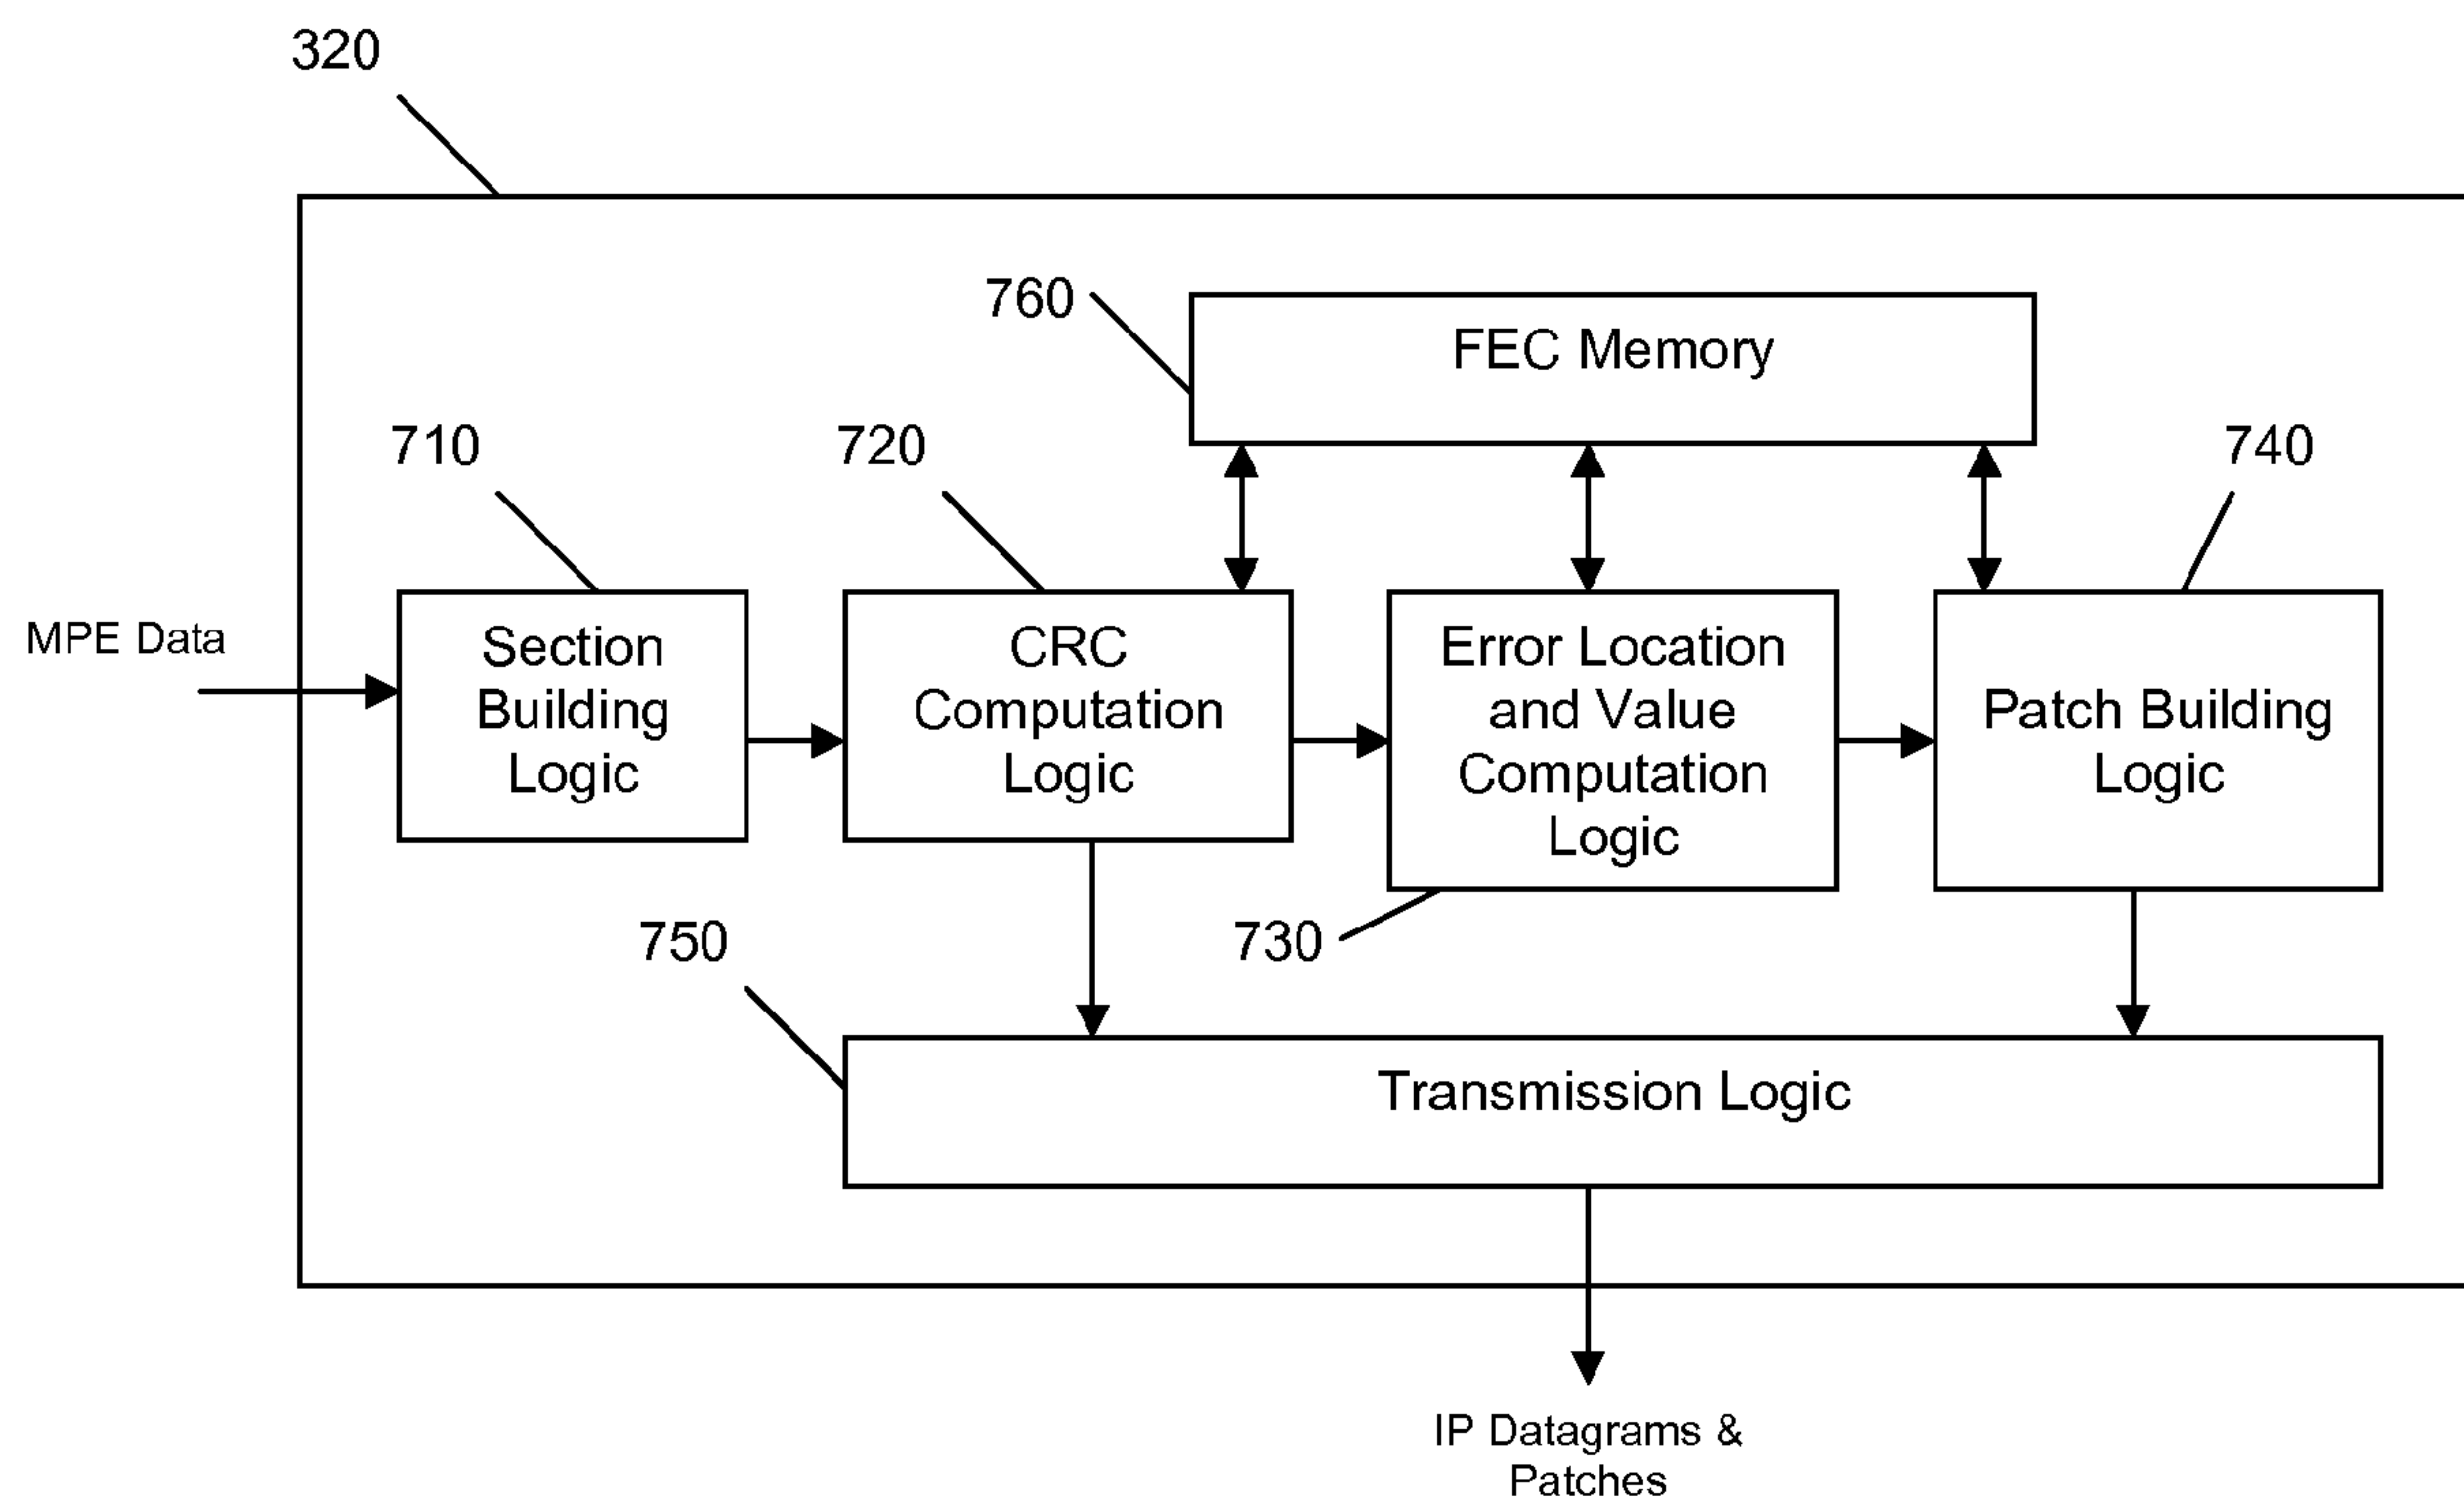 320
760
FEC Memory
710
720
740
MPE Data
Section
Building
Logic
CRC
Computation
Logic
Error Location
and Value
Computation
Logic
Patch Building
Logic
750
730
Transmission Logic
IP Datagrams &
Patches